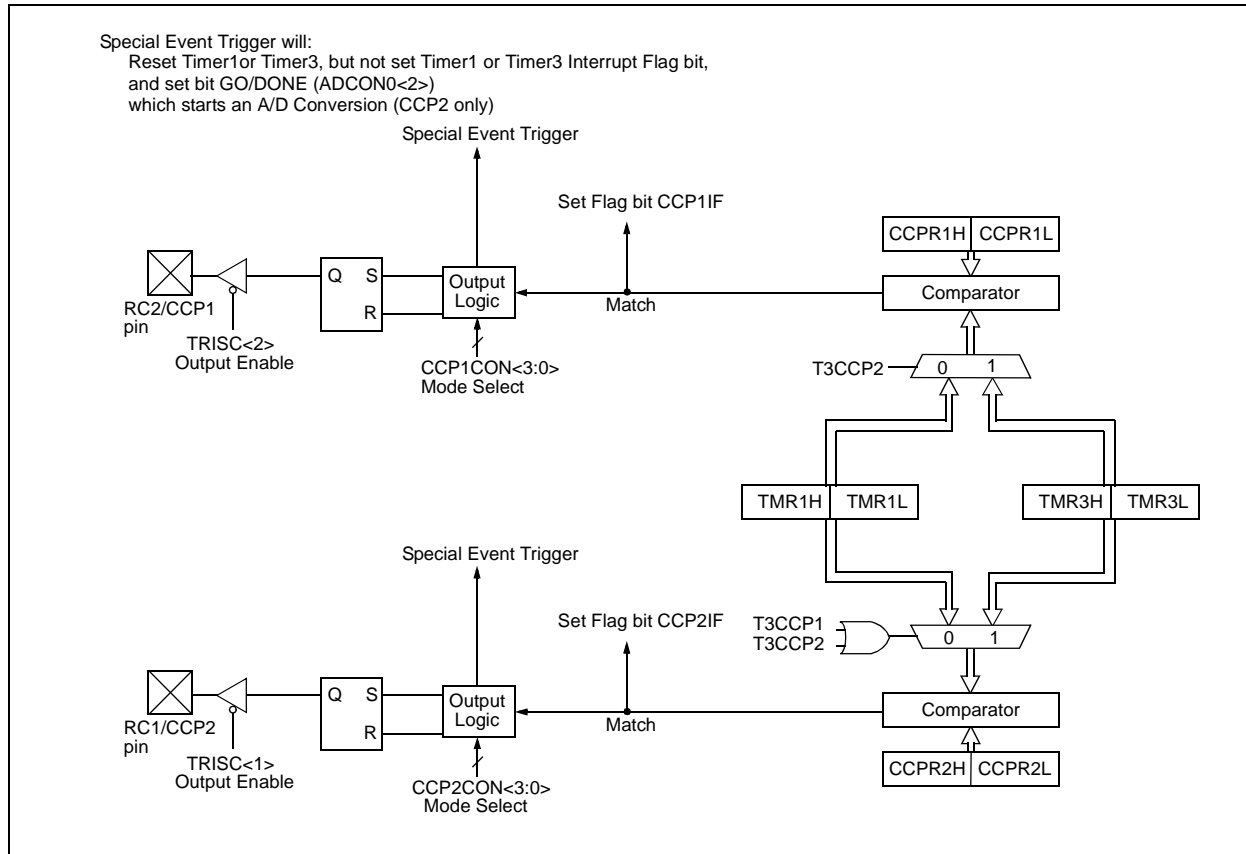 Special Event Trigger will:
Reset Timer1or Timer3, but not set Timer1 or Timer3 Interrupt Flag bit,
and set bit GO/DONE (ADCON0<2>)
which starts an A/D Conversion (CCP2 only)
Special Event Trigger
Set Flag bit CCP1IF
CCPR1H CCPR1L
Q S
R
Output
Logic
Comparator
Match
RC2/CCP1
pin
TRISC<2>
Output Enable
CCP1CON<3:0>
Mode Select
T3CCP2
0 1
TMR1H TMR1L
TMR3H TMR3L
Special Event Trigger
Set Flag bit CCP2IF
T3CCP1
T3CCP2
0 1
Q S
R
Output
Logic
Comparator
Match
RC1/CCP2
pin
TRISC<1>
Output Enable
CCP2CON<3:0>
Mode Select
CCPR2H CCPR2L